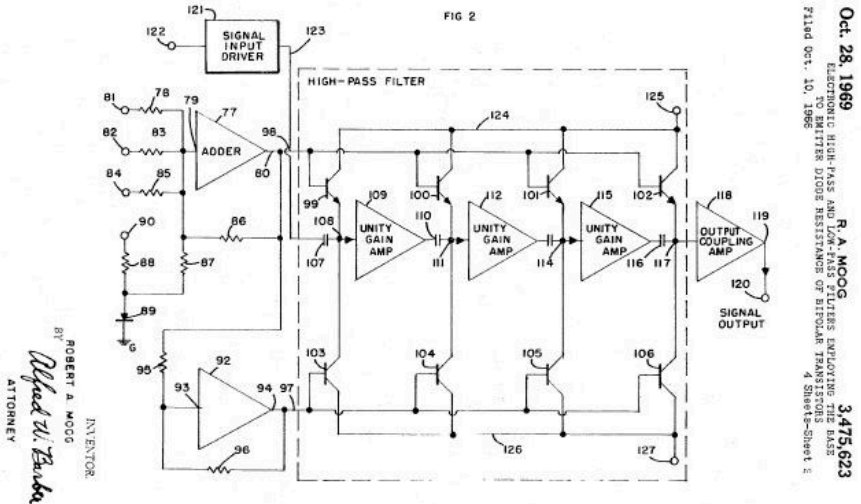 FIG 2
Oct. 28, 1969
R. A. MOOG
3,475,623
ELECTRONIC HIGH-PASS AND LOW-PASS FILTERS EMPLOYING THE BASE
TO EMITTER DIODE RESISTANCE OF BIPOLAR TRANSISTORS
Filed Oct. 10, 1966
4 Sheets-Sheet
121
122
SIGNAL
INPUT
DRIVER
123
HIGH-PASS FILTER
81
78
79
77
82
83
ADDER
98
80
84
85
90
86
88
87
89
G
124
125
99
100
101
102
108
109
110
112
115
118
119
107
UNITY
GAIN
AMP
111
UNITY
GAIN
AMP
114
UNITY
GAIN
AMP
116
117
OUTPUT
COUPLING
AMP
120
SIGNAL
OUTPUT
103
104
105
106
95
92
93
94
97
96
126
127
INVENTOR.
ROBERT A. MOOG
BY
Alfred W. Barber
ATTORNEY